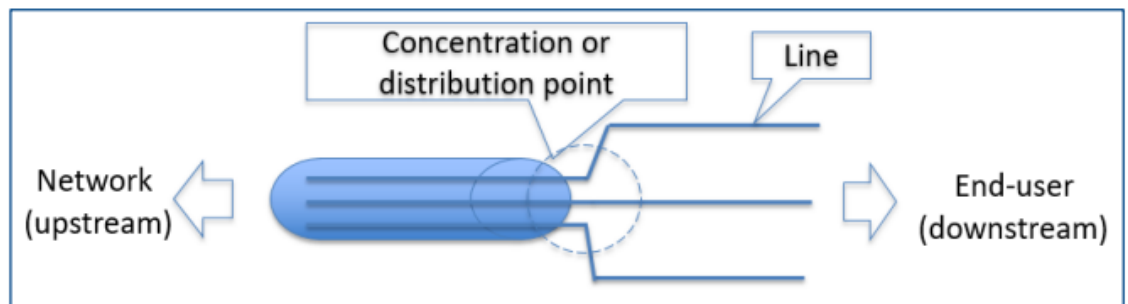 Concentration or
distribution point
Line
Network
(upstream)
End-user
(downstream)